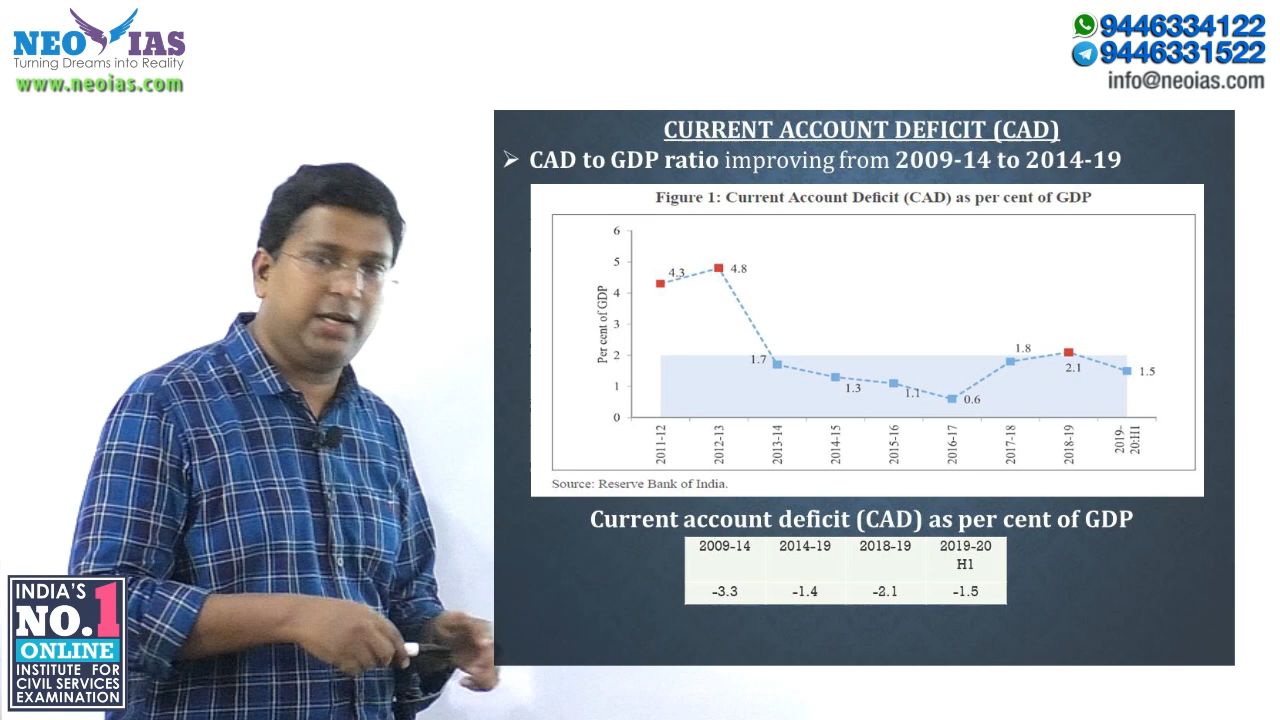 NEO IAS
Turning Dreams into Reality
www.neoias.com
9446334122
9446331522
info@neoias.com
CURRENT ACCOUNT DEFICIT (CAD)
➢ CAD to GDP ratio improving from 2009-14 to 2014-19
Figure 1: Current Account Deficit (CAD) as per cent of GDP
Per cent of GDP
6
5
4
3
2
1
0
4.3
4.8
1.7
1.3
1.1
0.6
1.8
2.1
1.5
2011-12
2012-13
2013-14
2014-15
2015-16
2016-17
2017-18
2018-19
2019-
20:H1
Source: Reserve Bank of India.
Current account deficit (CAD) as per cent of GDP
2009-14 2014-19 2018-19 2019-20
H1
-3.3 -1.4 -2.1 -1.5
INDIA'S
NO.1
ONLINE
INSTITUTE FOR
CIVIL SERVICES
EXAMINATION